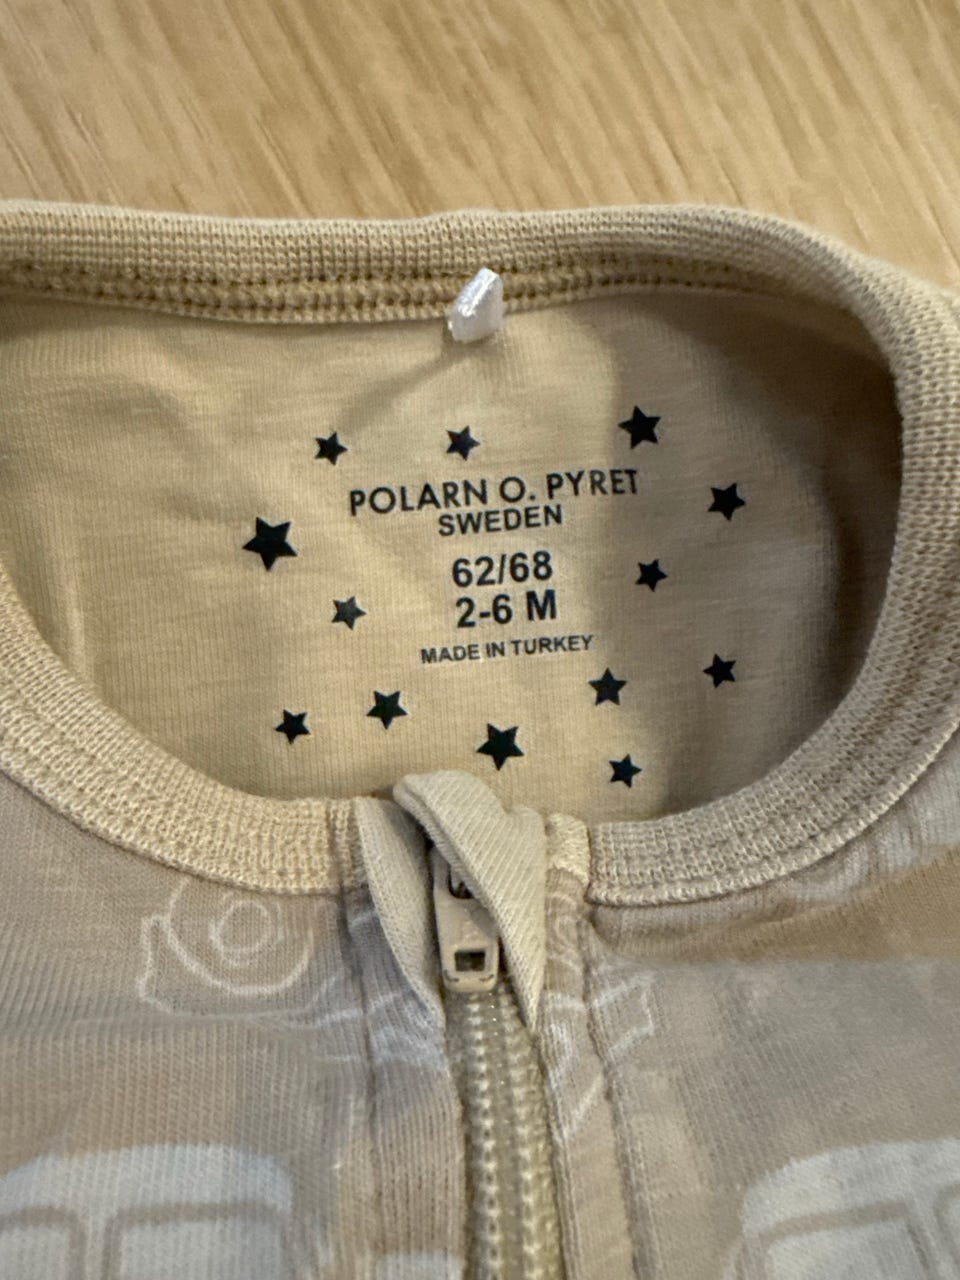 POLARN O. PYRET
SWEDEN
62/68
2-6 M
MADE IN TURKEY